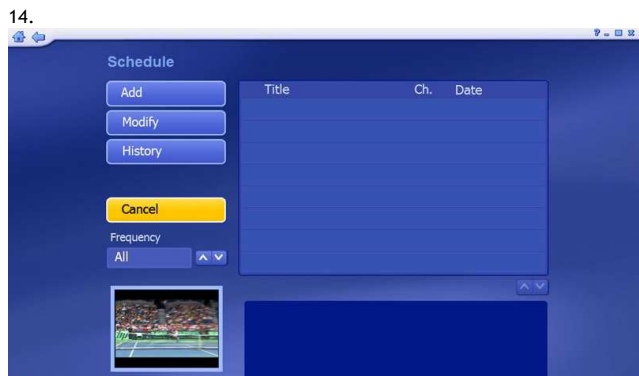 14.
?
Schedule
Add
Title Ch. Date
Modify
History
Cancel
Frequency
All